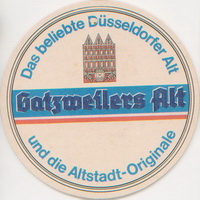 Das beliebte Düsseldorfer Alt
Gatzweilers Alt
und die Altstadt-Originale